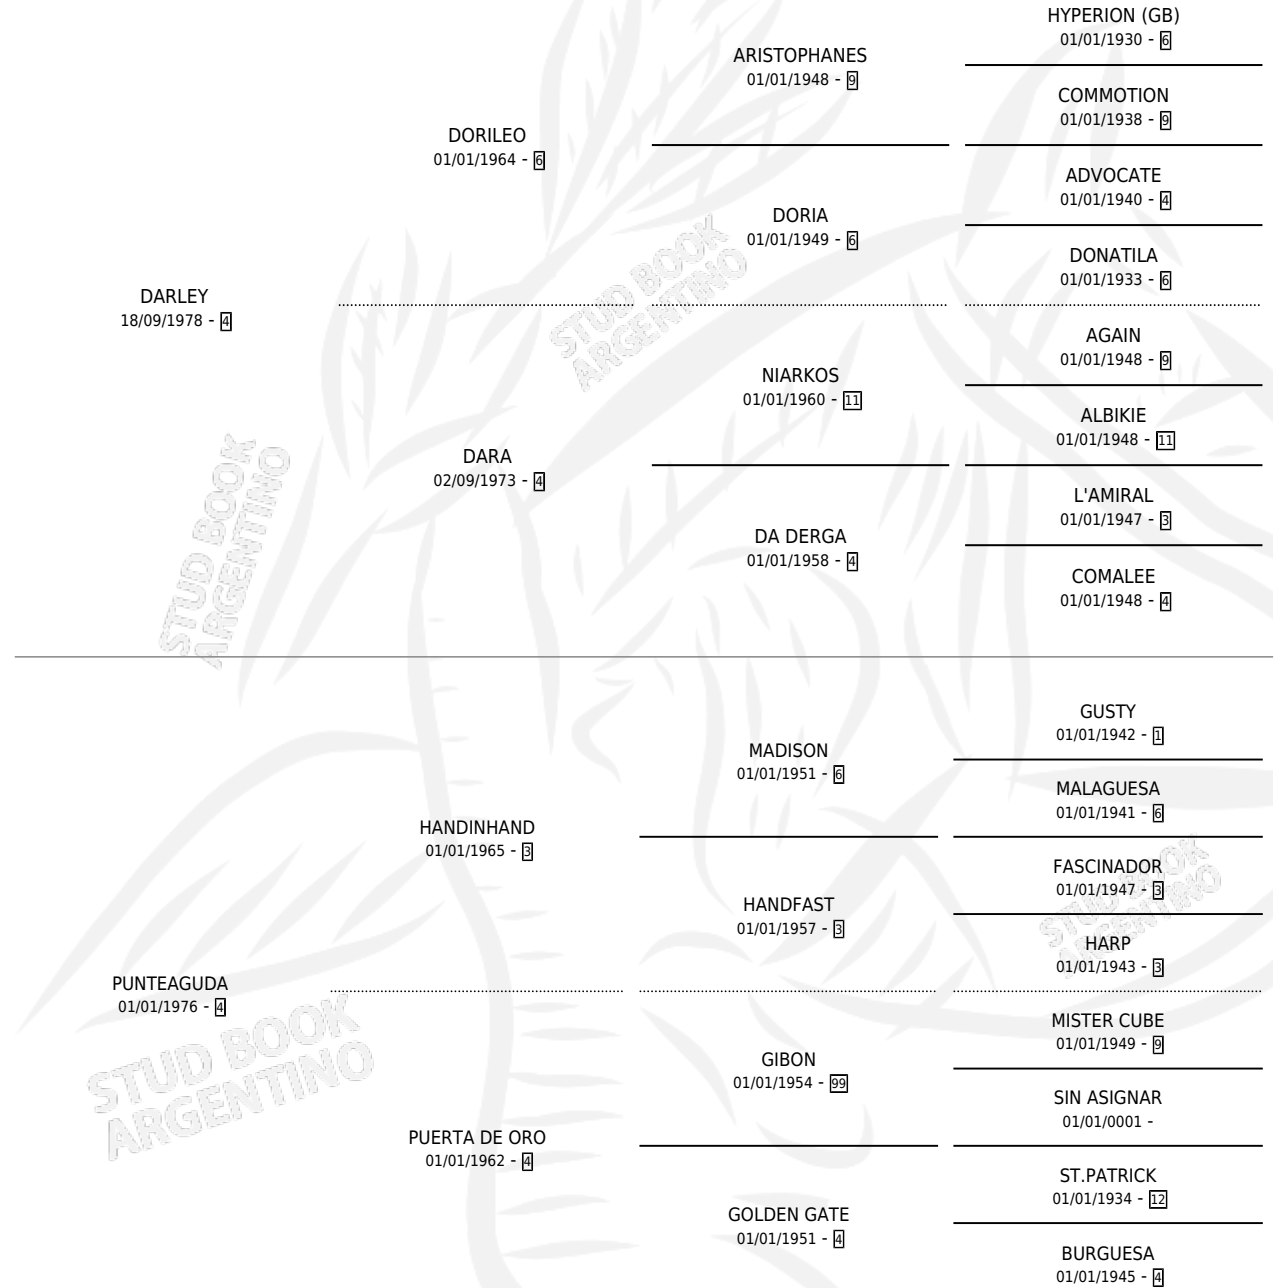 HYPERION (GB)
01/01/1930 - 6
ARISTOPHANES
01/01/1948 - 9
COMMOTION
01/01/1938 - 9
DORILEO
01/01/1964 - 6
ADVOCATE
01/01/1940 - 4
DORIA
01/01/1949 - 6
DONATILA
01/01/1933 - 6
DARLEY
18/09/1978 - 4
AGAIN
01/01/1948 - 9
NIARKOS
01/01/1960 - 11
ALBIKIE
01/01/1948 - 11
DARA
02/09/1973 - 4
L'AMIRAL
01/01/1947 - 3
DA DERGA
01/01/1958 - 4
COMALEE
01/01/1948 - 4
GUSTY
01/01/1942 - 1
MADISON
01/01/1951 - 6
MALAGUESA
01/01/1941 - 6
HANDINHAND
01/01/1965 - 3
FASCINADOR
01/01/1947 - 3
HANDFAST
01/01/1957 - 3
HARP
01/01/1943 - 3
PUNTEAGUDA
01/01/1976 - 4
MISTER CUBE
01/01/1949 - 9
GIBON
01/01/1954 - 99
SIN ASIGNAR
01/01/0001 -
PUERTA DE ORO
01/01/1962 - 4
ST.PATRICK
01/01/1934 - 12
GOLDEN GATE
01/01/1951 - 4
BURGUESA
01/01/1945 - 4
STUD BOOK
ARGENTINO
STUD BOOK
ARGENTINO
STUD BOOK
ARGENTINO
STUD BOOK
ARGENTINO